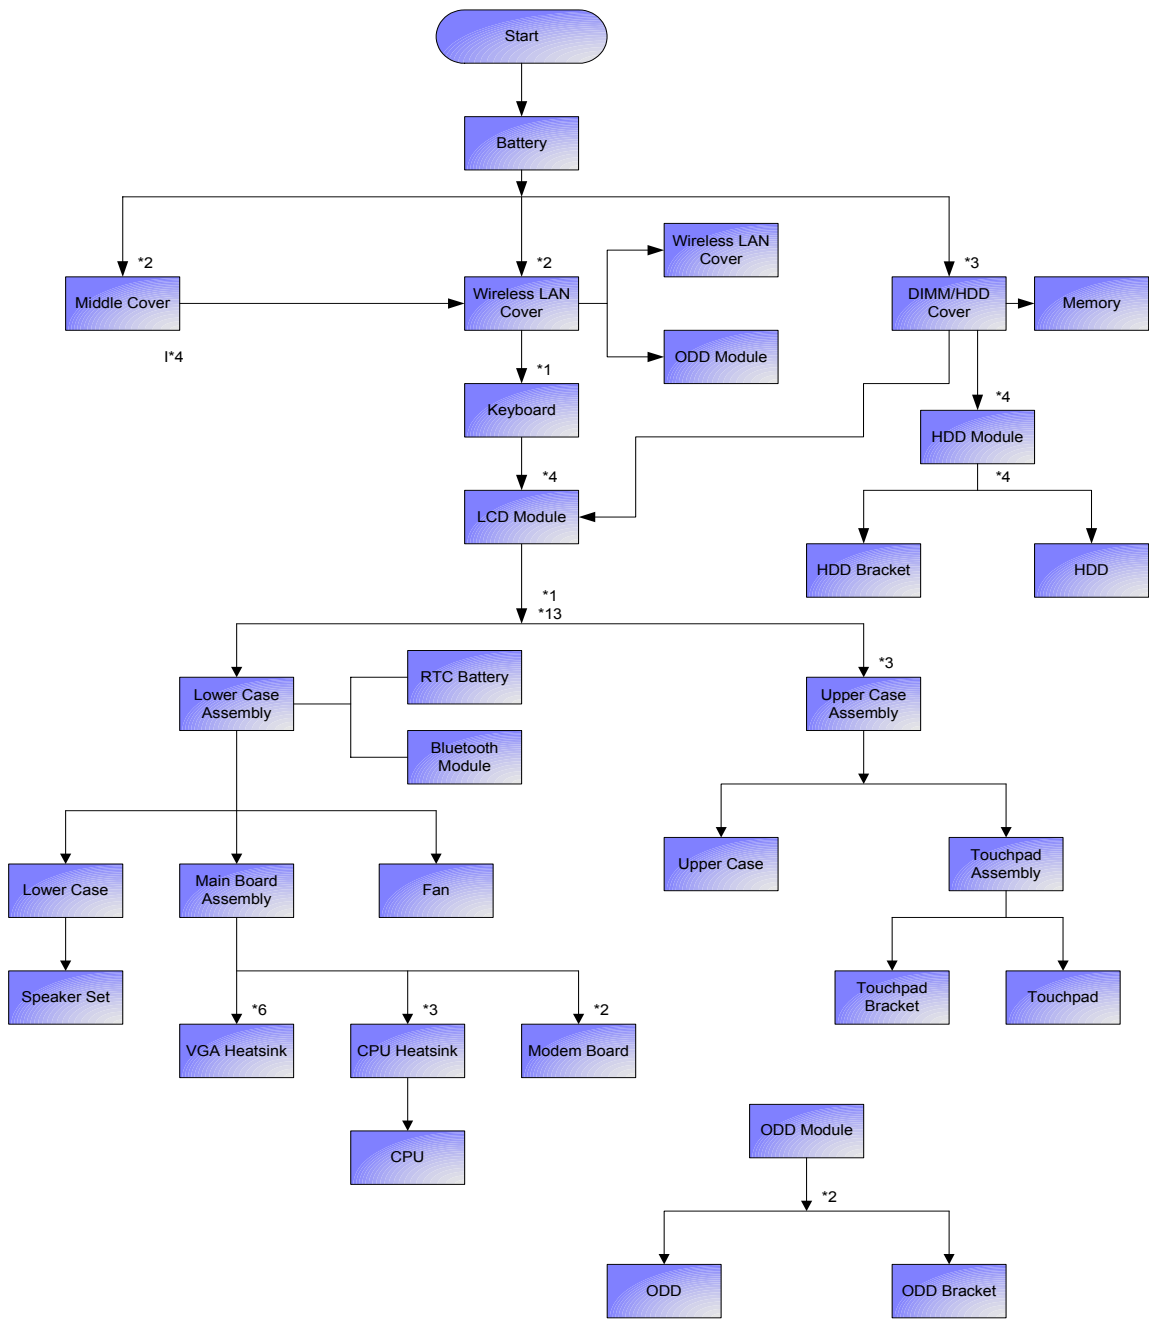 Start
Battery
*2
*2
*3
Wireless LAN
Cover
Middle Cover
Wireless LAN
Cover
DIMM/HDD
Cover
Memory
I*4
ODD Module
*1
*4
Keyboard
HDD Module
*4
*4
LCD Module
HDD Bracket
HDD
*1
*13
*3
RTC Battery
Lower Case
Assembly
Upper Case
Assembly
Bluetooth
Module
Lower Case
Main Board
Assembly
Fan
Upper Case
Touchpad
Assembly
Speaker Set
Touchpad
Bracket
Touchpad
*6
*3
*2
VGA Heatsink
CPU Heatsink
Modem Board
ODD Module
CPU
*2
ODD
ODD Bracket